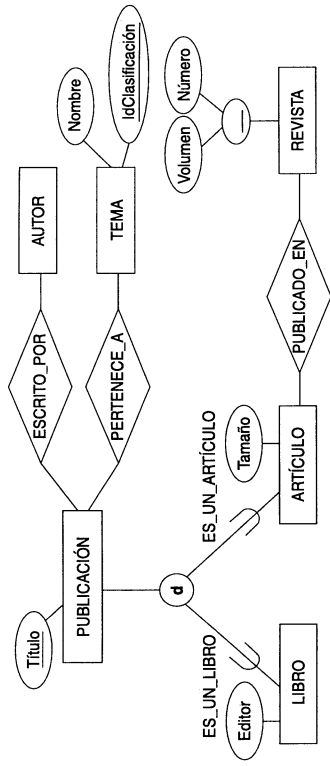 Título
PUBLICACIÓN
ESCRITO_POR
AUTOR
PERTENECE_A
TEMA
Nombre
IdClasificación
d
ES_UN_LIBRO
ES_UN_ARTÍCULO
Editor
LIBRO
Tamaño
ARTÍCULO
PUBLICADO_EN
REVISTA
Volumen
Número